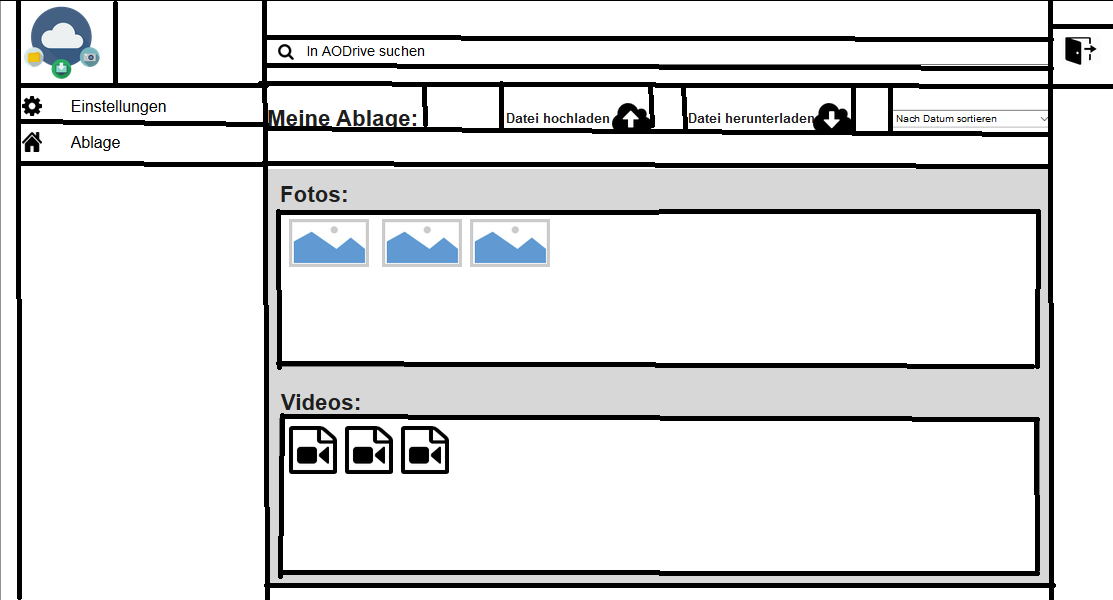 In AODrive suchen
Einstellungen
Ablage
Meine Ablage:
Datei hochladen
Datei herunterladen
Nach Datum sortieren
Fotos:
Videos: